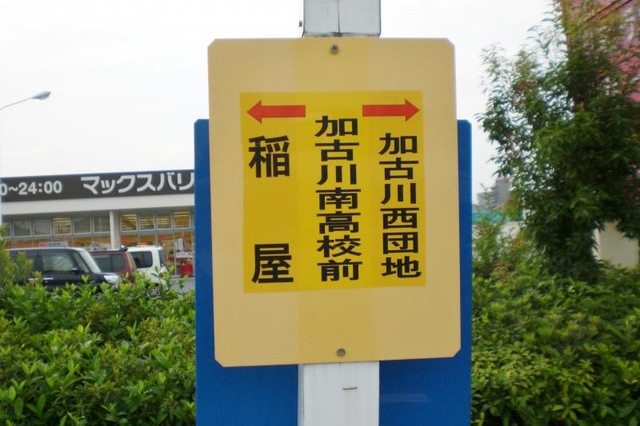 加古川西団地
加古川南高校前
稲屋
0~24:00 マックスバリ